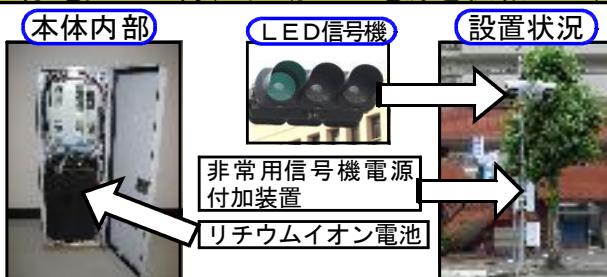 本体内部
LED信号機
設置状況
非常用信号機電源
付加装置
リチウムイオン電池